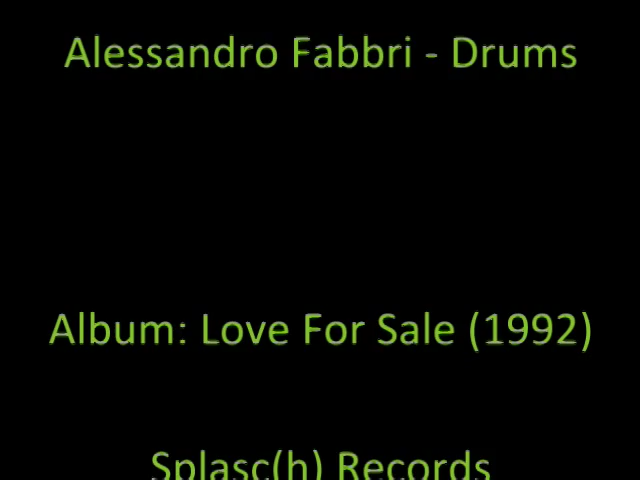 Alessandro Fabbri - Drums
Album: Love For Sale (1992)
Splasc(h) Records